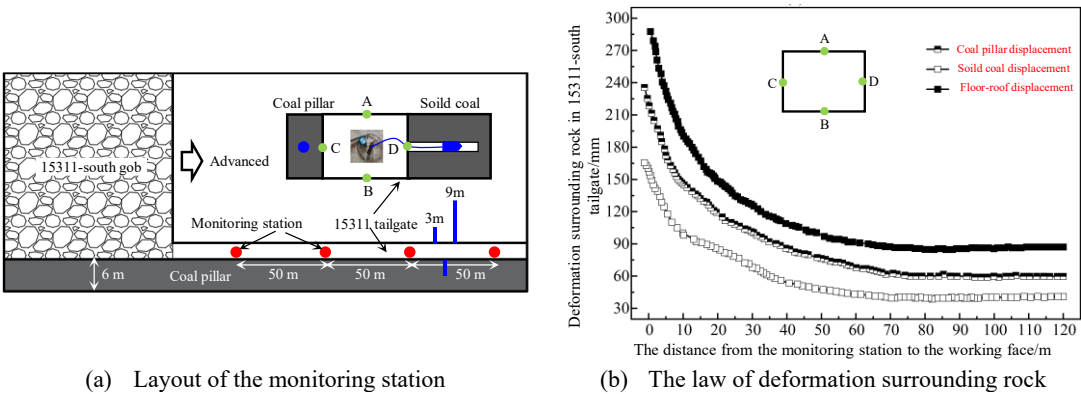 Coal pillar
A
Soild coal
C
D
B
Advanced
15311-south gob
9m
3m
Monitoring station
15311 tailgate
6 m
Coal pillar
50 m
50 m
50 m
(a) Layout of the monitoring station
Deformation surrounding rock in 15311-south
tailgate/mm
300
270
240
210
180
150
120
90
60
30
A
C
D
B
Coal pillar displacement
Soild coal displacement
Floor-roof displacement
0 10 20 30 40 50 60 70 80 90 100 110 120
The distance from the monitoring station to the working face/m
(b) The law of deformation surrounding rock